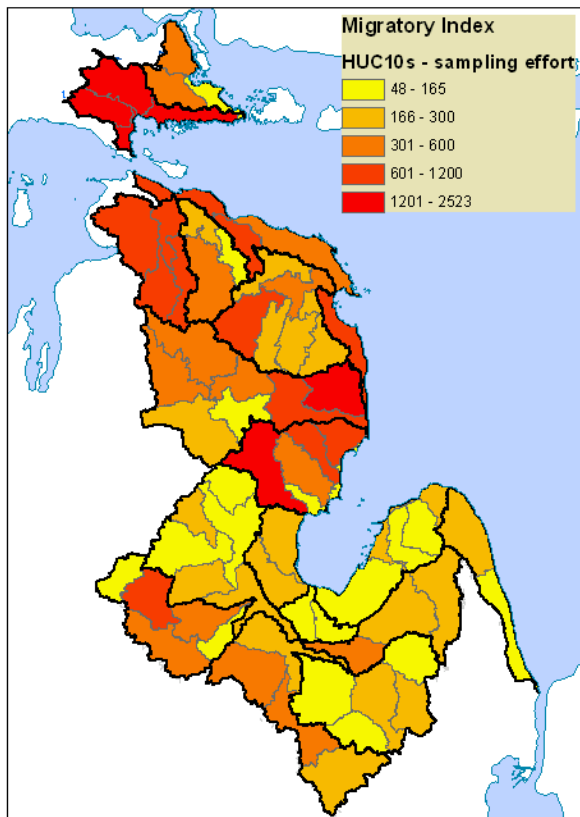 Migratory Index
HUC10s - sampling effort
48 - 165
166 - 300
301 - 600
601 - 1200
1201 - 2523